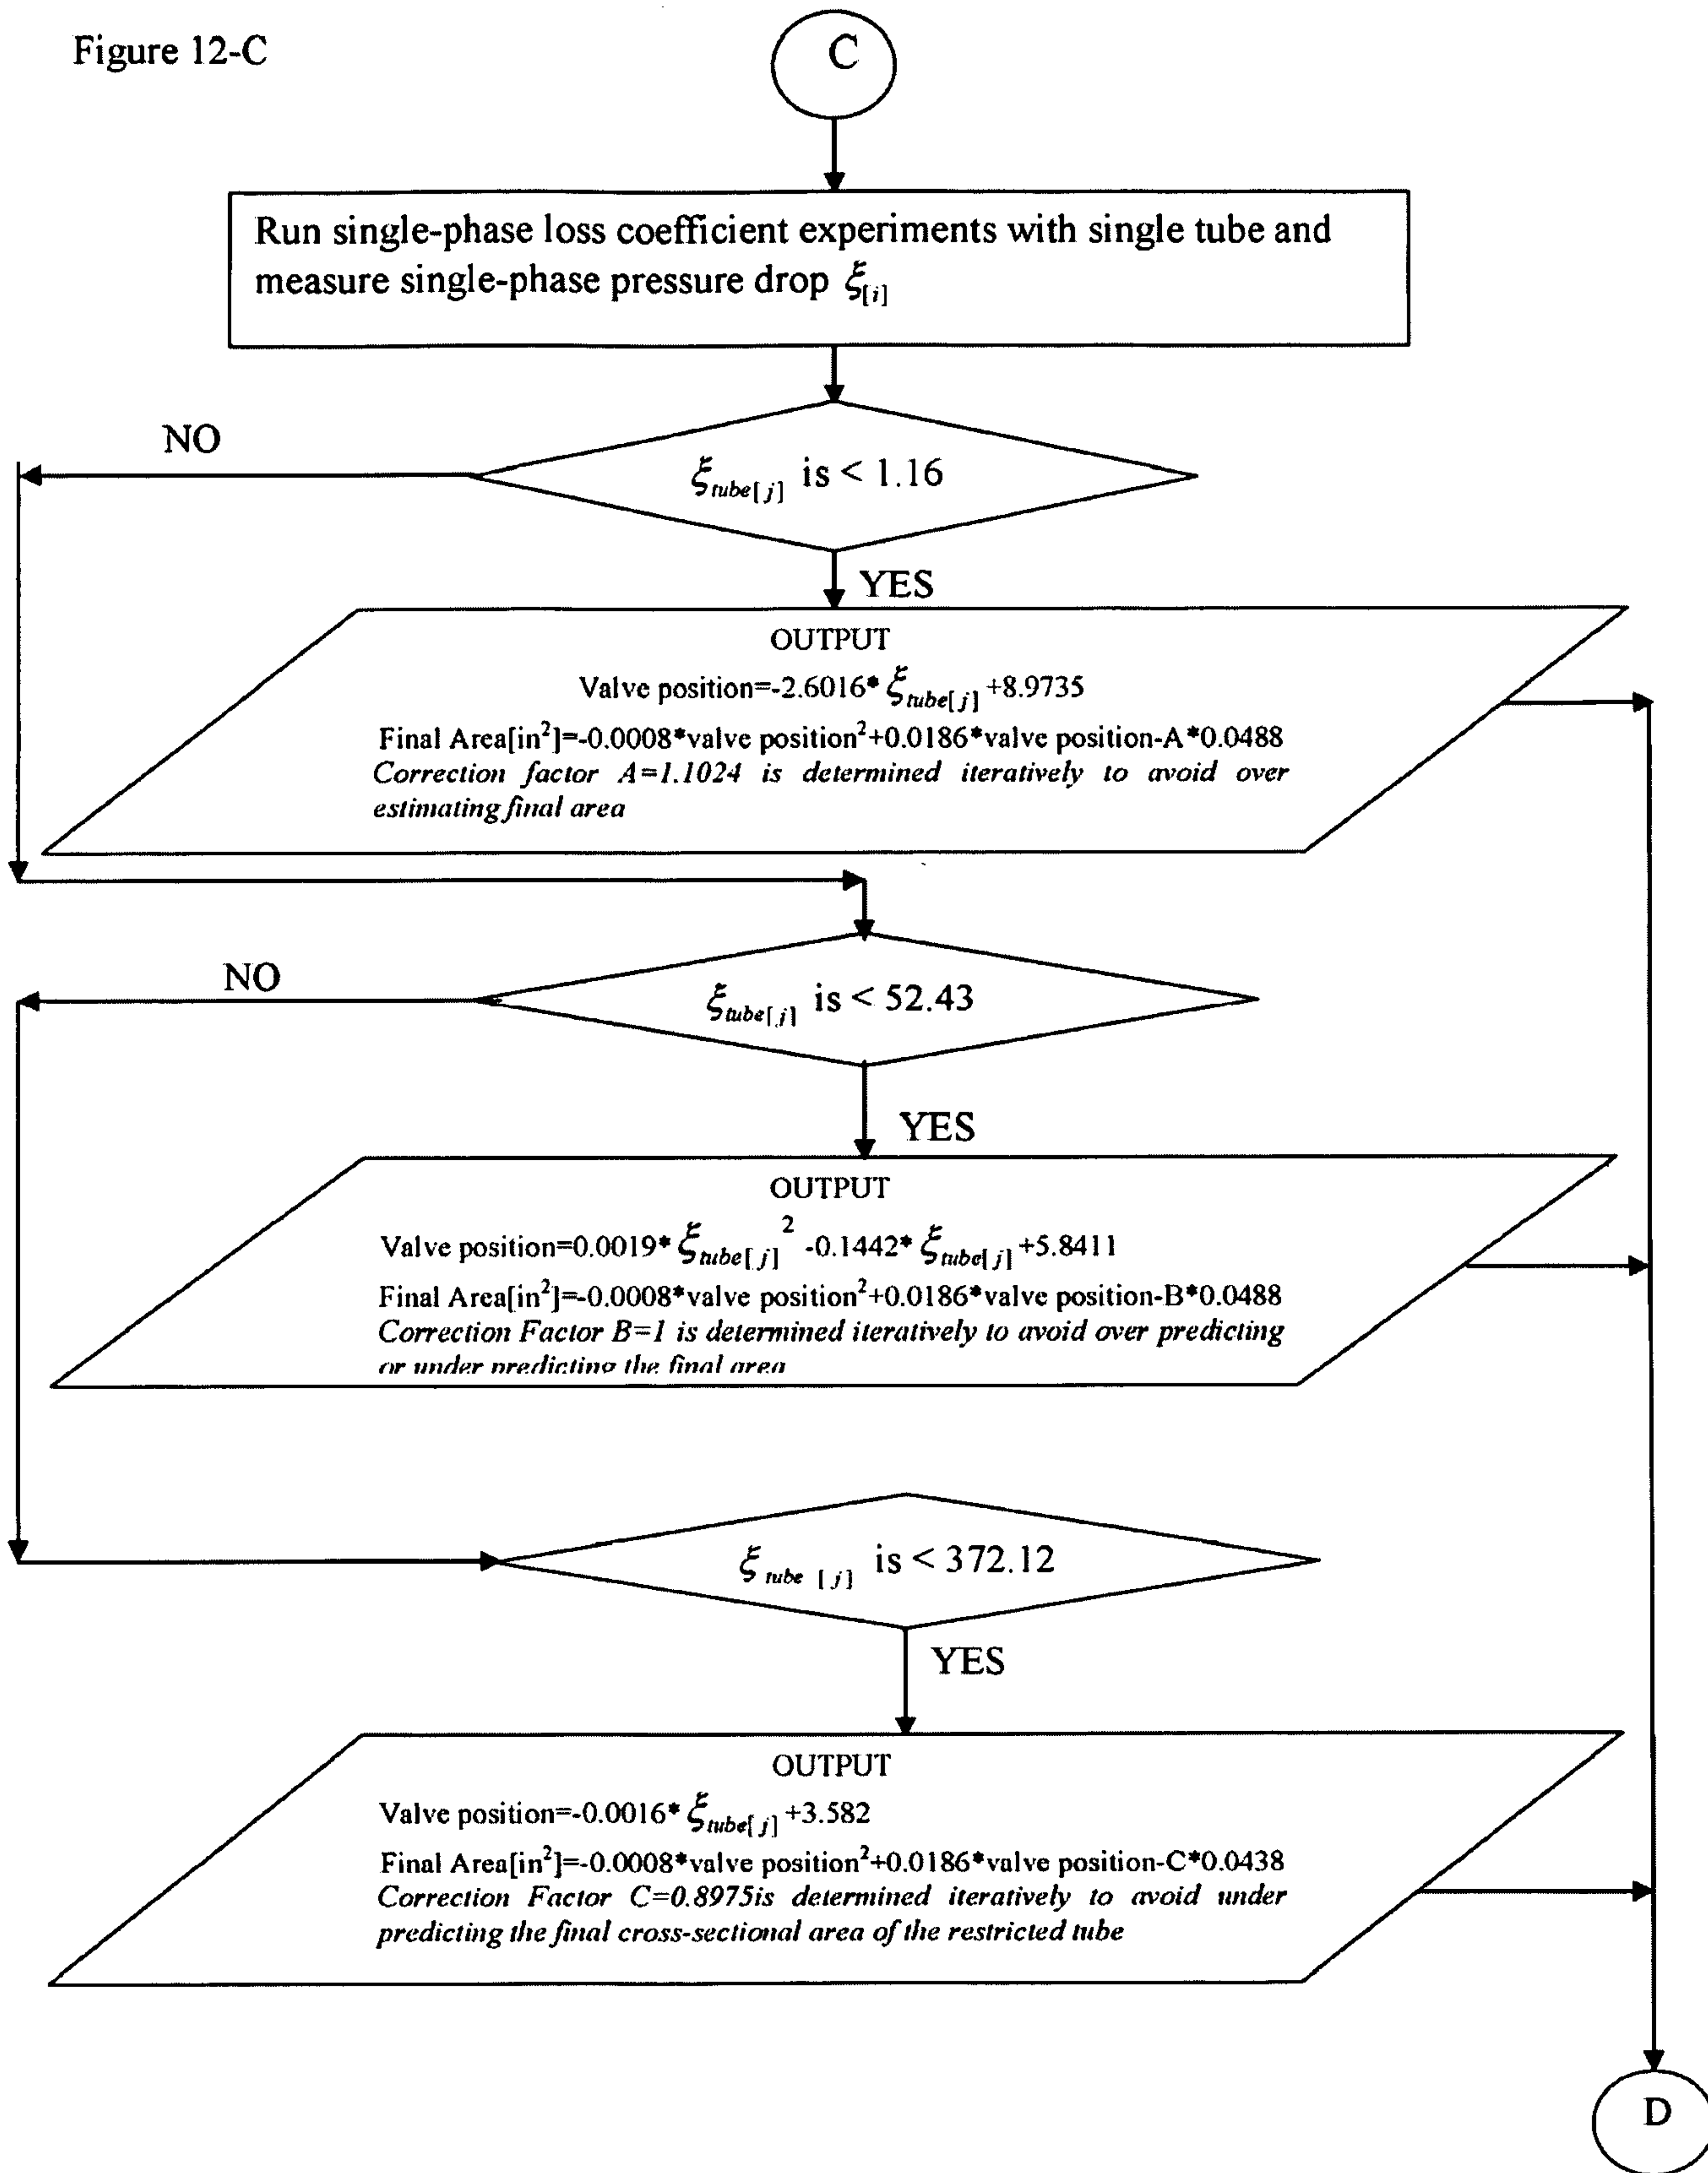 Figure 12-C
C
Run single-phase loss coefficient experiments with single tube and
measure single-phase pressure drop ξ[i]
NO
ξtube[j] is < 1.16
YES
OUTPUT
Valve position=-2.6016* ξtube[j] +8.9735
Final Area[in²]=-0.0008*valve position²+0.0186*valve position-A*0.0488
Correction factor A=1.1024 is determined iteratively to avoid over
estimating final area
NO
ξtube[j] is < 52.43
YES
OUTPUT
Valve position=0.0019* ξtube[j]² -0.1442* ξtube[j] +5.8411
Final Area[in²]=-0.0008*valve position²+0.0186*valve position-B*0.0488
Correction Factor B=1 is determined iteratively to avoid over predicting
or under predicting the final area
ξtube [j] is < 372.12
YES
OUTPUT
Valve position=-0.0016* ξtube[j] +3.582
Final Area[in²]=-0.0008*valve position²+0.0186*valve position-C*0.0438
Correction Factor C=0.8975is determined iteratively to avoid under
predicting the final cross-sectional area of the restricted tube
D